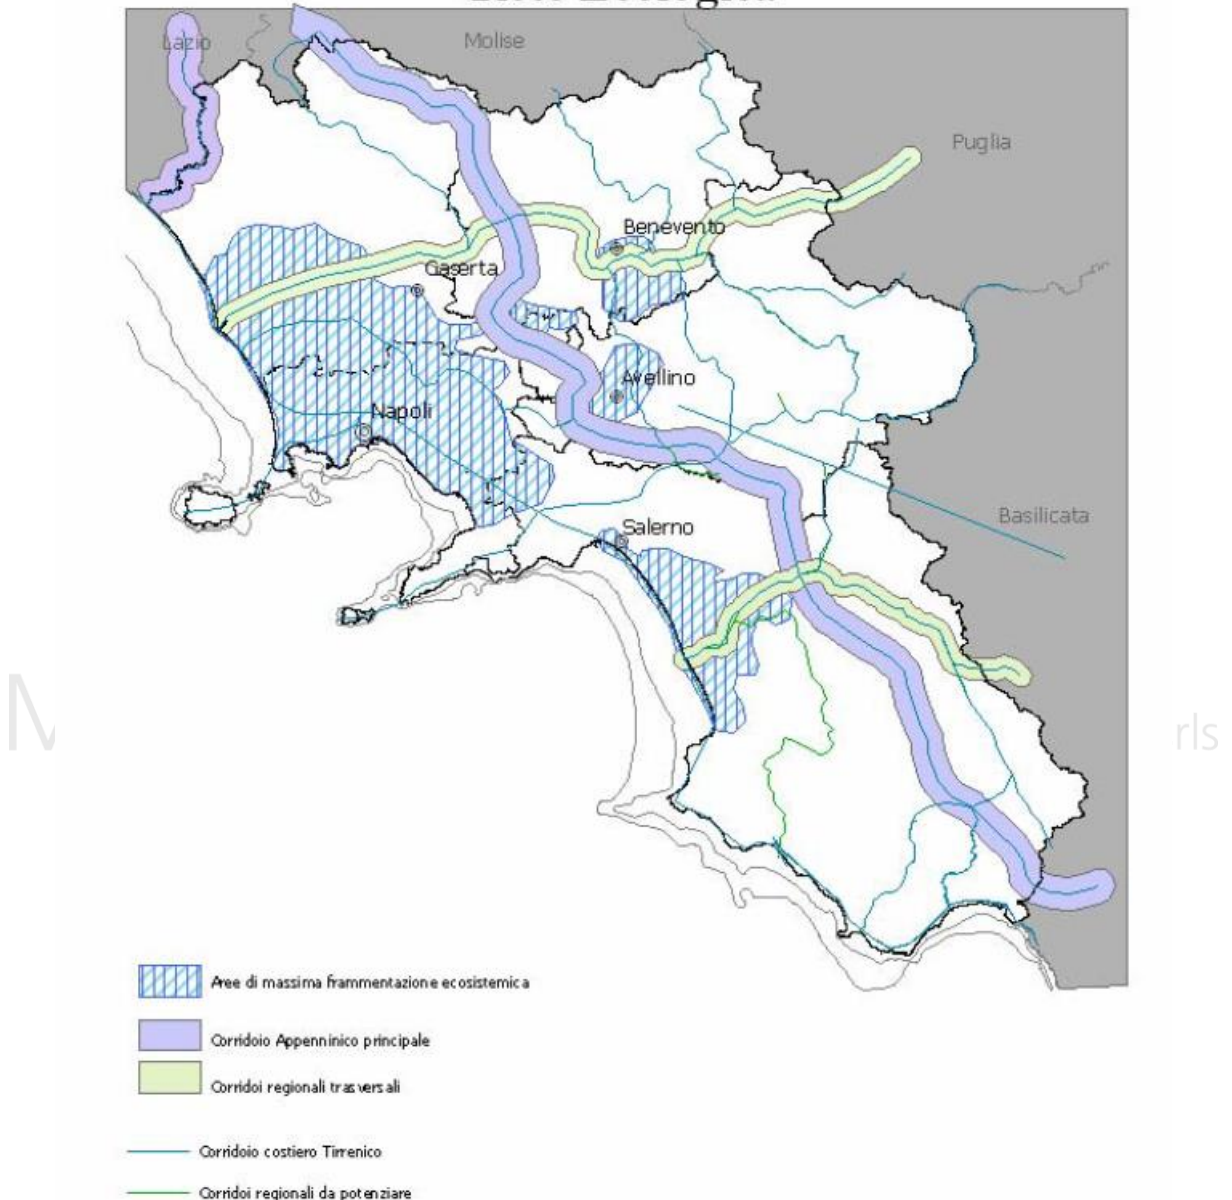 Lazio
Molise
Puglia
Benevento
Caserta
Avellino
Napoli
Basilicata
Salerno
M
rls
Aree di massima frammentazione ecosistemica
Corridoio Appenninico principale
Corridoi regionali trasversali
Corridoio costiero Tirrenico
Corridoi regionali da potenziare